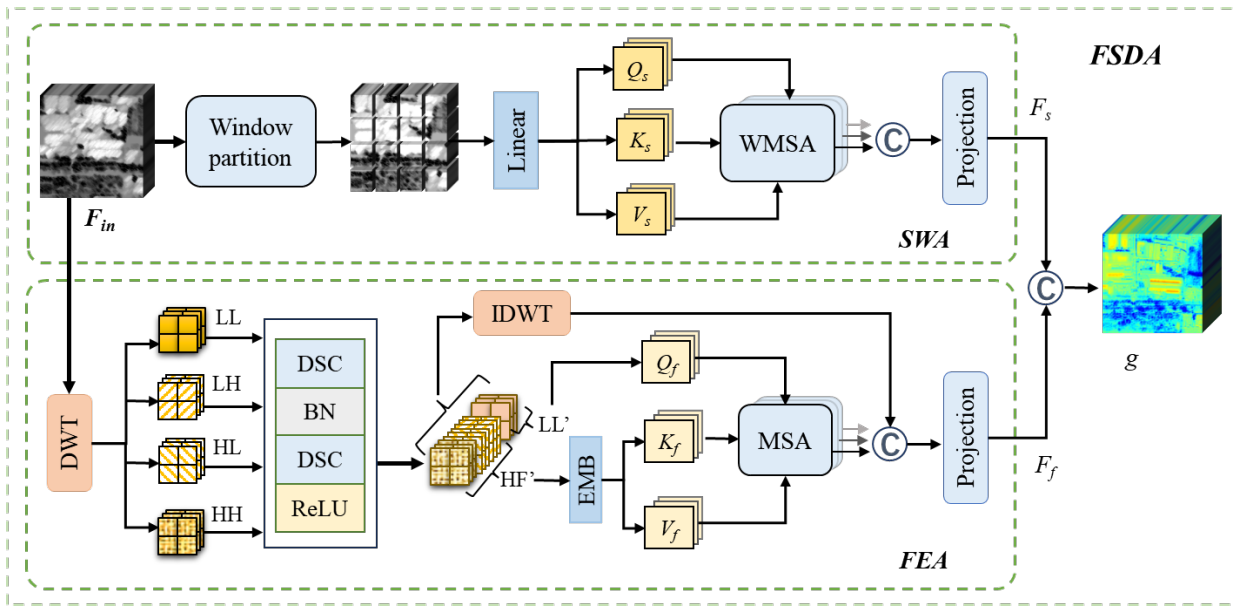 FSDA
F_in
Window
partition
Linear
Q_s
K_s
V_s
WMSA
C
Projection
F_s
SWA
C
g
DWT
LL
LH
HL
HH
DSC
BN
DSC
ReLU
IDWT
LL'
HF'
EMB
Q_f
K_f
V_f
MSA
C
Projection
F_f
FEA